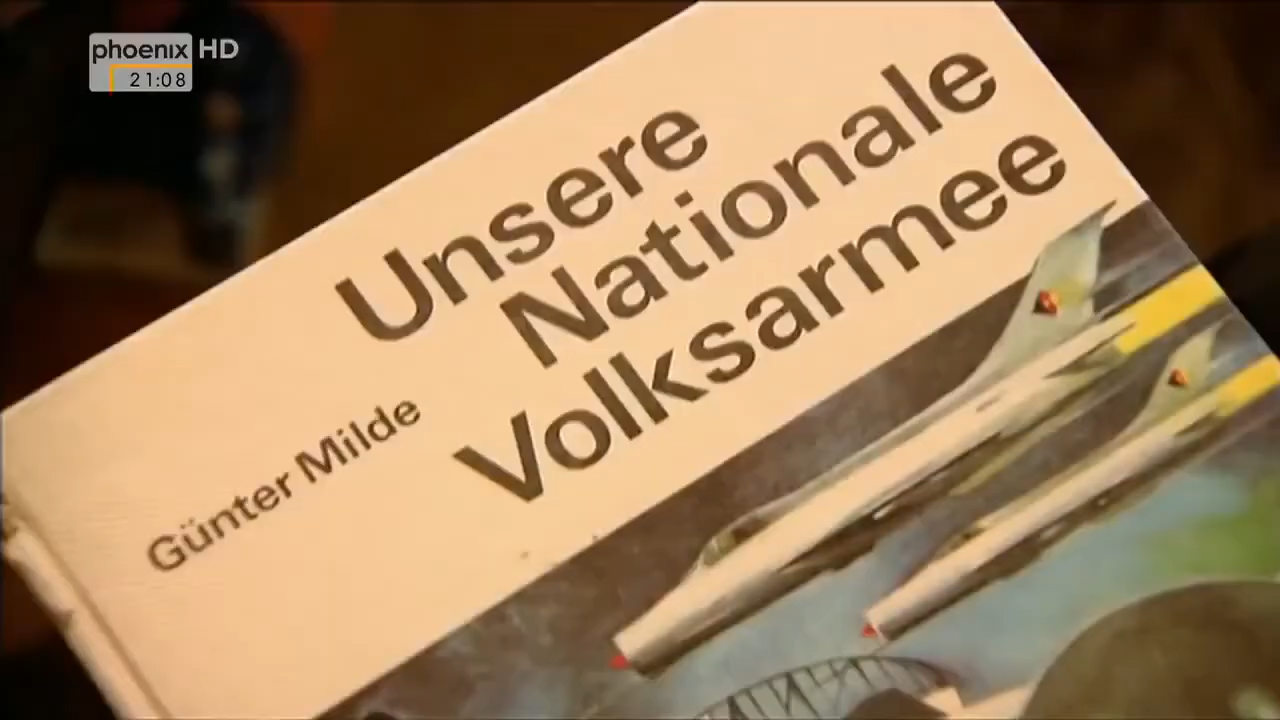 phoenix HD
21:08
Unsere
Nationale
Volksarmee
Günter Milde